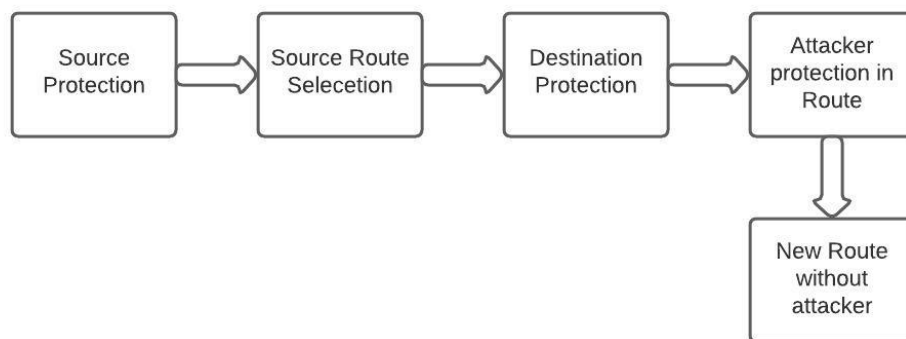 Source
Protection
Source Route
Selecetion
Destination
Protection
Attacker
protection in
Route
New Route
without
attacker